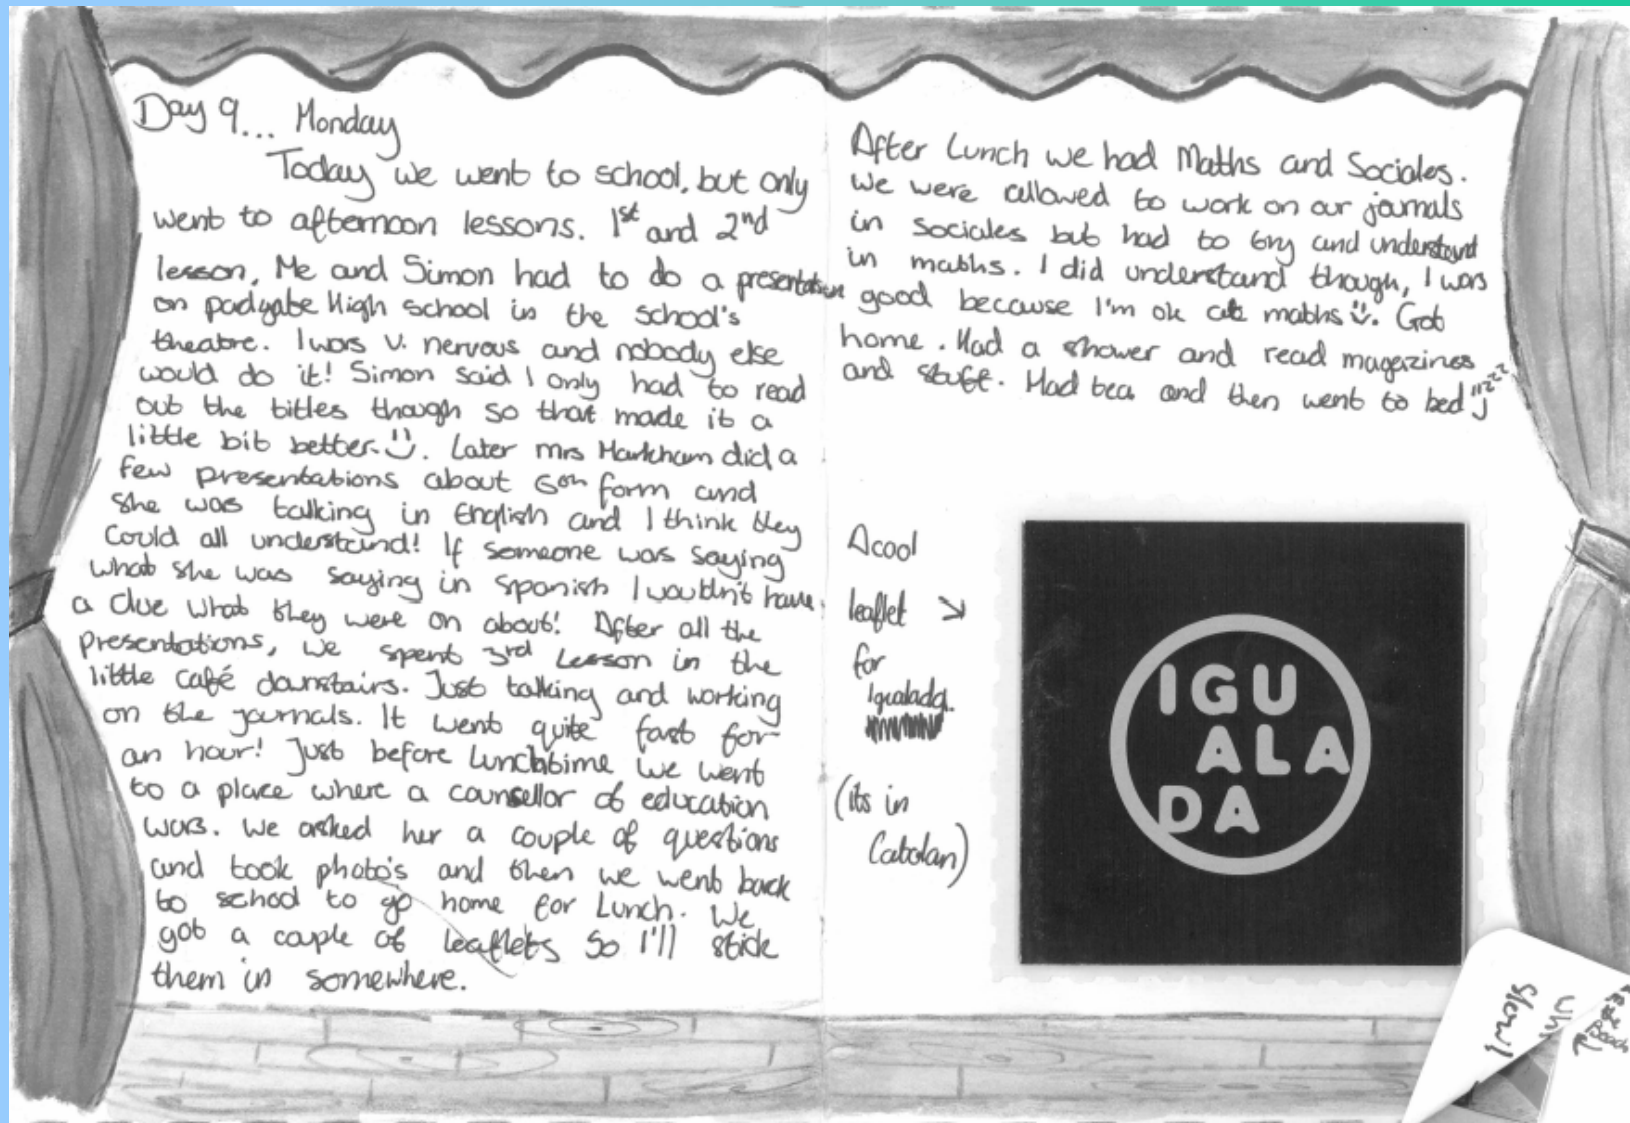 Day 9... Monday
Today we went to school, but only
went to afternoon lessons. 1st and 2nd
lesson, Me and Simon had to do a presentation
on padgate High school in the school's
theatre. I was v. nervous and nobody else
would do it! Simon said I only had to read
out the titles though so that made it a
little bit better. Later mrs Markham did a
few presentations about 6th form and
she was talking in English and I think they
could all understand! If someone was saying
what she was saying in spanish I wouldn't have
a clue what they were on about! After all the
presentations, we spent 3rd Lesson in the
little café downstairs. Just talking and working
on the journals. It went quite fast for
an hour! Just before Lunchtime we went
to a place where a counsellor of education
was. We asked her a couple of questions
and took photo's and then we went back
to school to go home for Lunch. We
got a couple of leaflets so I'll stick
them in somewhere.
After Lunch we had Maths and Sociales.
We were allowed to work on our journals
in sociales but had to try and understand
in maths. I did understand though, I was
good because I'm ok at maths. Got
home. Had a shower and read magazines
and stuff. Had tea and then went to bed zzz
A cool
leaflet
for
Igualada.
(its in
Catalan)
IGU
ALA
DA
the
Beach